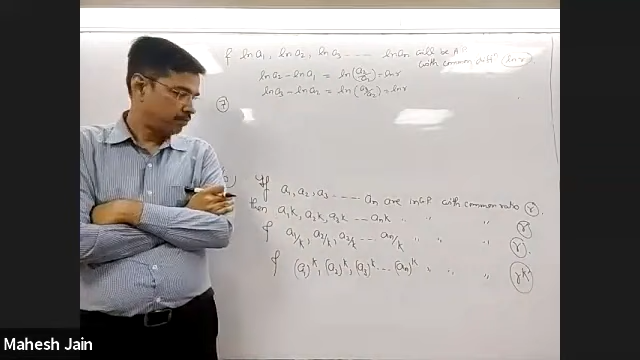 f ln a₁, ln a₂, ln a₃ ---- ln aₙ will be A.P.
with common diffⁿ (ln r).
ln a₂ - ln a₁ = ln(a₂/a₁) = ln r
ln a₃ - ln a₂ = ln(a₃/a₂) = ln r
7
If a₁, a₂, a₃ ---- aₙ are in GP with common ratio r.
then a₁k, a₂k, a₃k ---- aₙk " " " r
f a₁/k, a₂/k, a₃/k --- aₙ/k " " " r.
f (a₁)ᵏ, (a₂)ᵏ, (a₃)ᵏ --- (aₙ)ᵏ " " " rᵏ
Mahesh Jain